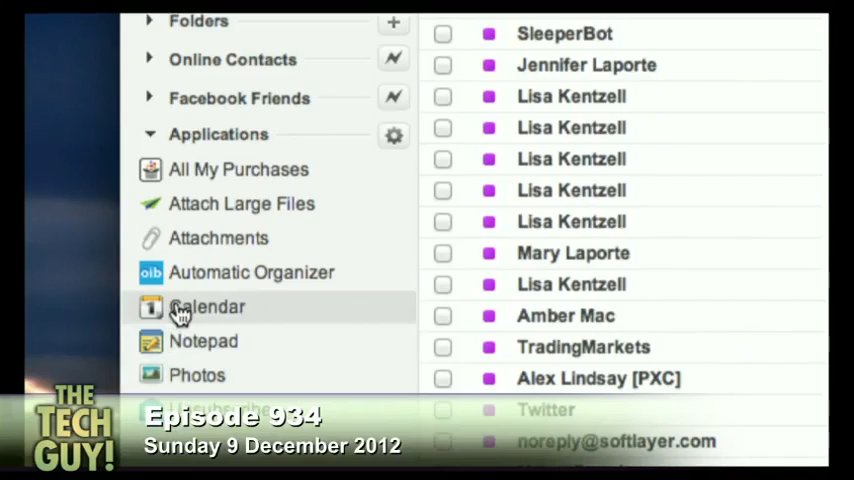 Folders
Online Contacts
Facebook Friends
Applications
All My Purchases
Attach Large Files
Attachments
oib Automatic Organizer
1 Calendar
Notepad
Photos
Unsubscribe
SleeperBot
Jennifer Laporte
Lisa Kentzell
Lisa Kentzell
Lisa Kentzell
Lisa Kentzell
Lisa Kentzell
Mary Laporte
Lisa Kentzell
Amber Mac
TradingMarkets
Alex Lindsay [PXC]
Twitter
noreply@softlayer.com
THE
TECH
GUY!
Episode 934
Sunday 9 December 2012